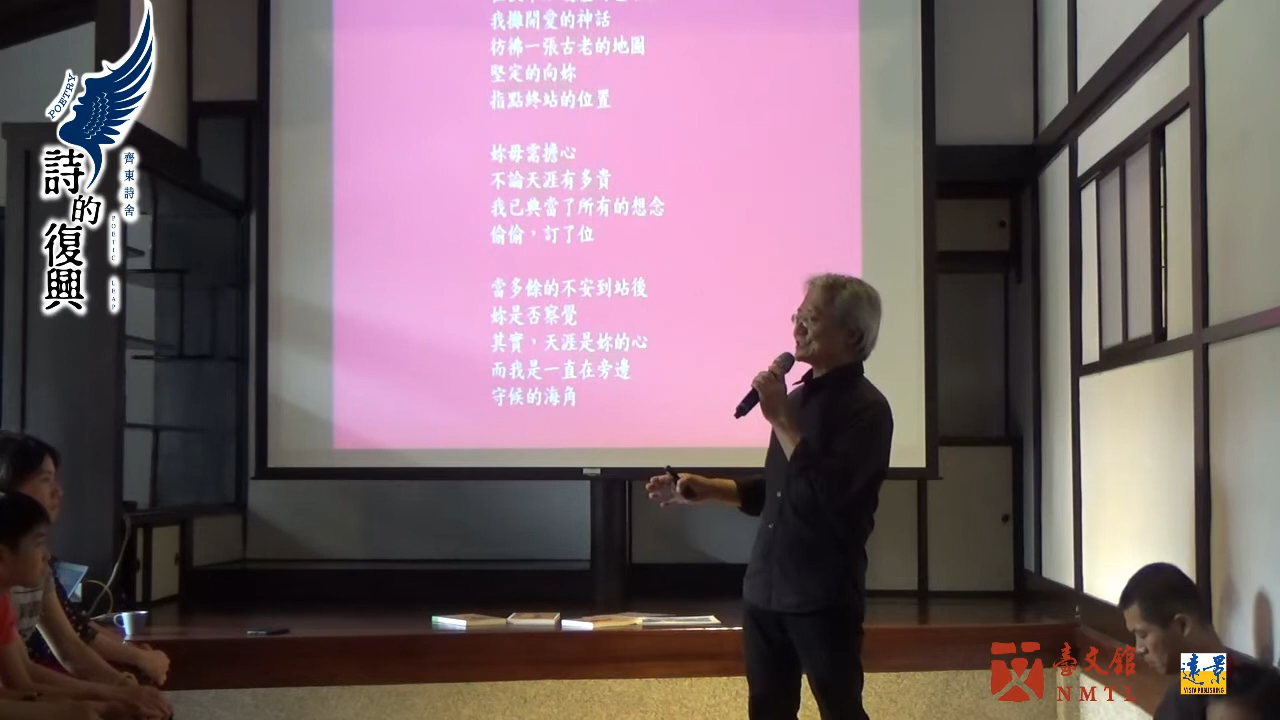 POETRY
詩的復興
齊東詩舍
POETIC LEAP
我攤開愛的神話
彷彿一張古老的地圖
堅定的向妳
指點終站的位置
妳毋需擔心
不論天涯有多貴
我已典當了所有的想念
偷偷，訂了位
當多餘的不安到站後
妳是否察覺
其實，天涯是妳的心
而我是一直在旁邊
守候的海角
臺文館
NMTL
遠景
VISTA PUBLISHING